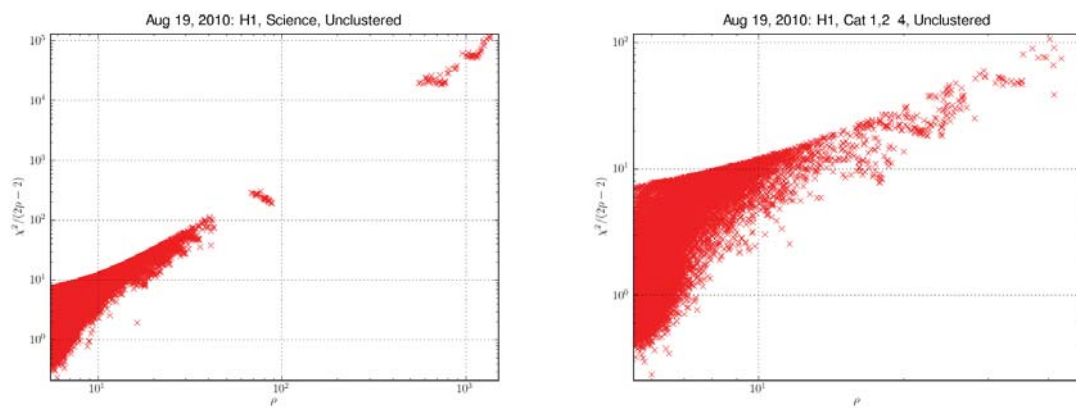 Aug 19, 2010: H1, Science, Unclustered
10^5
10^4
10^3
10^2
10^1
10^0
χ^2/(2p − 2)
10^1 10^2 10^3
ρ
Aug 19, 2010: H1, Cat 1,2 4, Unclustered
10^2
10^1
10^0
χ^2/(2p − 2)
10^1
ρ